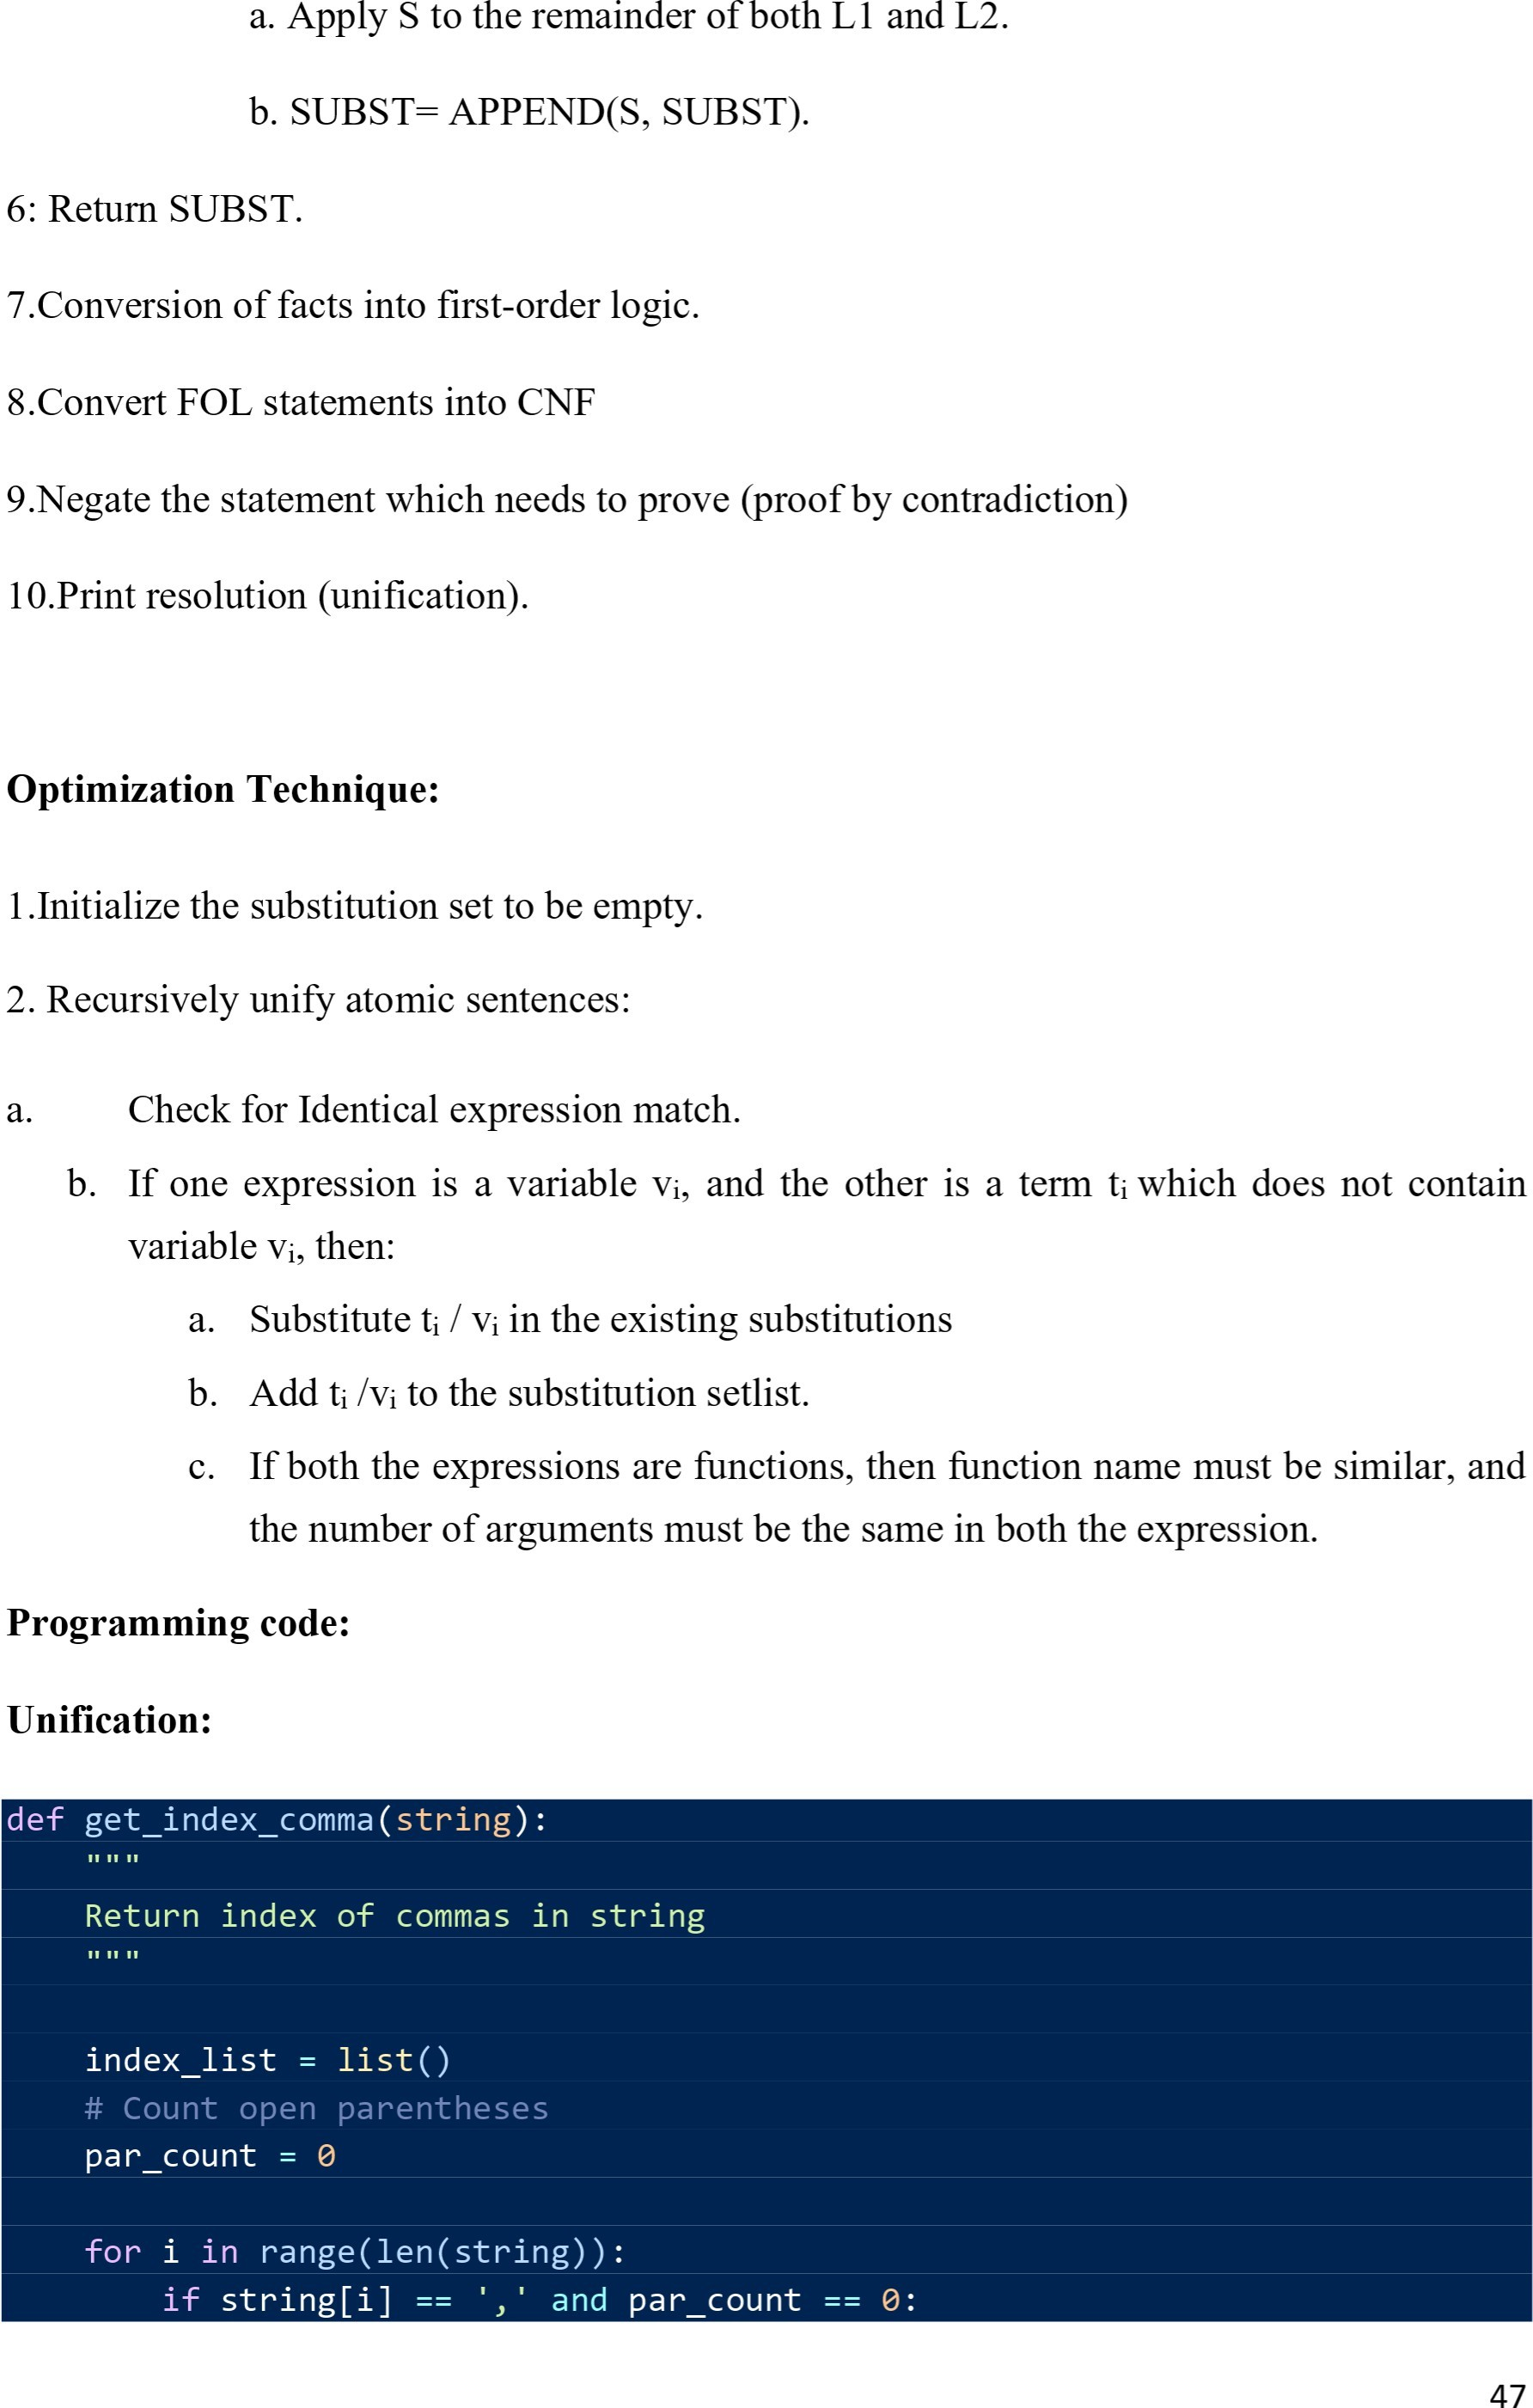 a. Apply S to the remainder of both L1 and L2.
b. SUBST= APPEND(S, SUBST).
6: Return SUBST.
7.Conversion of facts into first-order logic.
8.Convert FOL statements into CNF
9.Negate the statement which needs to prove (proof by contradiction)
10.Print resolution (unification).
Optimization Technique:
1.Initialize the substitution set to be empty.
2. Recursively unify atomic sentences:
a. Check for Identical expression match.
b. If one expression is a variable vᵢ, and the other is a term tᵢ which does not contain
variable vᵢ, then:
a. Substitute tᵢ / vᵢ in the existing substitutions
b. Add tᵢ /vᵢ to the substitution setlist.
c. If both the expressions are functions, then function name must be similar, and
the number of arguments must be the same in both the expression.
Programming code:
Unification:
def get_index_comma(string):
    """
    Return index of commas in string
    """
    index_list = list()
    # Count open parentheses
    par_count = 0
    for i in range(len(string)):
        if string[i] == ',' and par_count == 0:
47